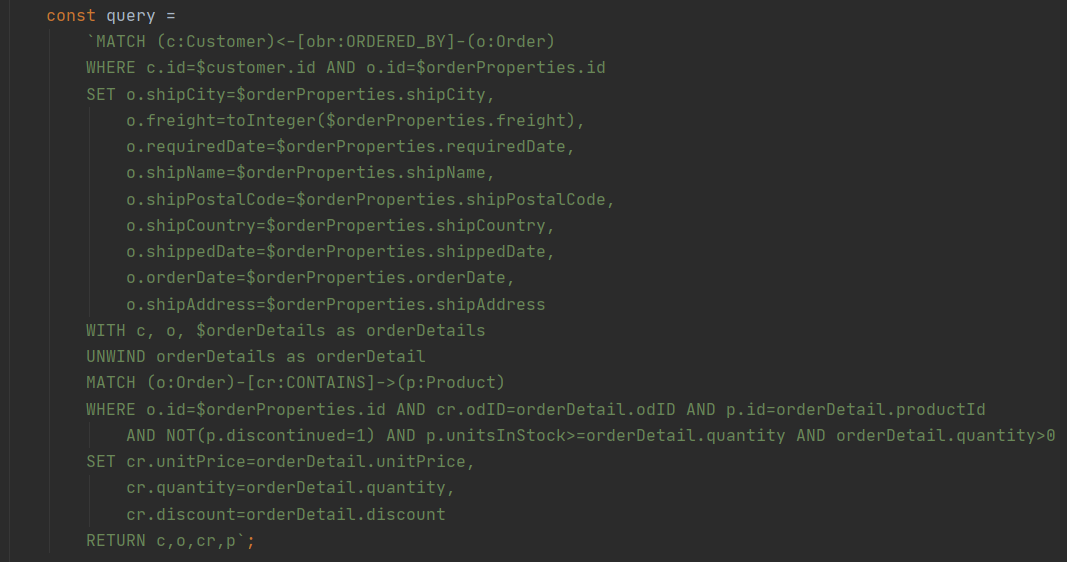 const query =
`MATCH (c:Customer)<-[obr:ORDERED_BY]-(o:Order)
WHERE c.id=$customer.id AND o.id=$orderProperties.id
SET o.shipCity=$orderProperties.shipCity,
o.freight=toInteger($orderProperties.freight),
o.requiredDate=$orderProperties.requiredDate,
o.shipName=$orderProperties.shipName,
o.shipPostalCode=$orderProperties.shipPostalCode,
o.shipCountry=$orderProperties.shipCountry,
o.shippedDate=$orderProperties.shippedDate,
o.orderDate=$orderProperties.orderDate,
o.shipAddress=$orderProperties.shipAddress
WITH c, o, $orderDetails as orderDetails
UNWIND orderDetails as orderDetail
MATCH (o:Order)-[cr:CONTAINS]->(p:Product)
WHERE o.id=$orderProperties.id AND cr.odID=orderDetail.odID AND p.id=orderDetail.productId
AND NOT(p.discontinued=1) AND p.unitsInStock>=orderDetail.quantity AND orderDetail.quantity>0
SET cr.unitPrice=orderDetail.unitPrice,
cr.quantity=orderDetail.quantity,
cr.discount=orderDetail.discount
RETURN c,o,cr,p`;